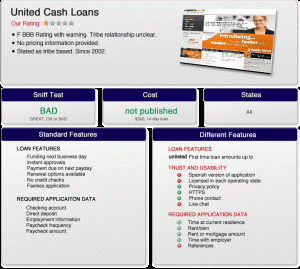 United Cash Loans
Our Rating
F BBB Rating with warning. Tribe relationship unclear.
No pricing information provided.
Stated as tribe based. Since 2002.
Introducing...
Sniff Test
BAD
GREAT, OK or BAD
Cost
not published
$200, 14 day loan
States
All
Standard Features
LOAN FEATURES
Funding next business day
Instant approvals
Payment due on next payday
Renewal options available
No credit checks
Faxless application
REQUIRED APPLICATON DATA
Checking account
Direct deposit
Employment information
Paycheck frequency
Paycheck amount
Different Features
LOAN FEATURES
unlisted First time loan amounts up to
TRUST AND USABILITY
Spanish version of application
Licensed in each operating state
Privacy policy
HTTPS
Phone contact
Live chat
REQUIRED APPLICATION DATA
Time at current residence
Rent/own
Rent or mortgage amount
Time with employer
References